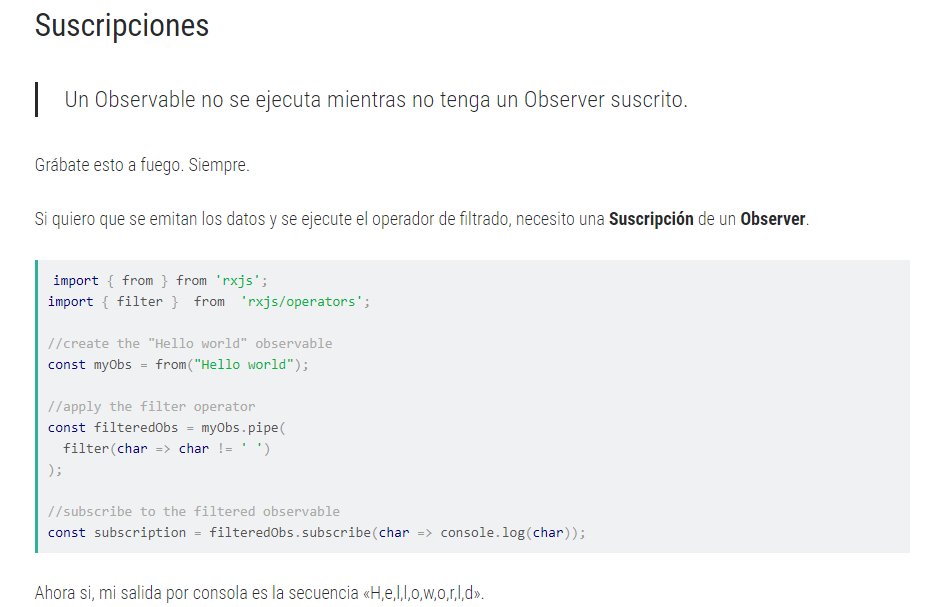 Suscripciones
Un Observable no se ejecuta mientras no tenga un Observer suscrito.
Grábate esto a fuego. Siempre.
Si quiero que se emitan los datos y se ejecute el operador de filtrado, necesito una Suscripción de un Observer.
import { from } from 'rxjs';
import { filter }  from  'rxjs/operators';
//create the "Hello world" observable
const myObs = from("Hello world");
//apply the filter operator
const filteredObs = myObs.pipe(
  filter(char => char != ' ')
);
//subscribe to the filtered observable
const subscription = filteredObs.subscribe(char => console.log(char));
Ahora si, mi salida por consola es la secuencia «H,e,l,l,o,w,o,r,l,d».